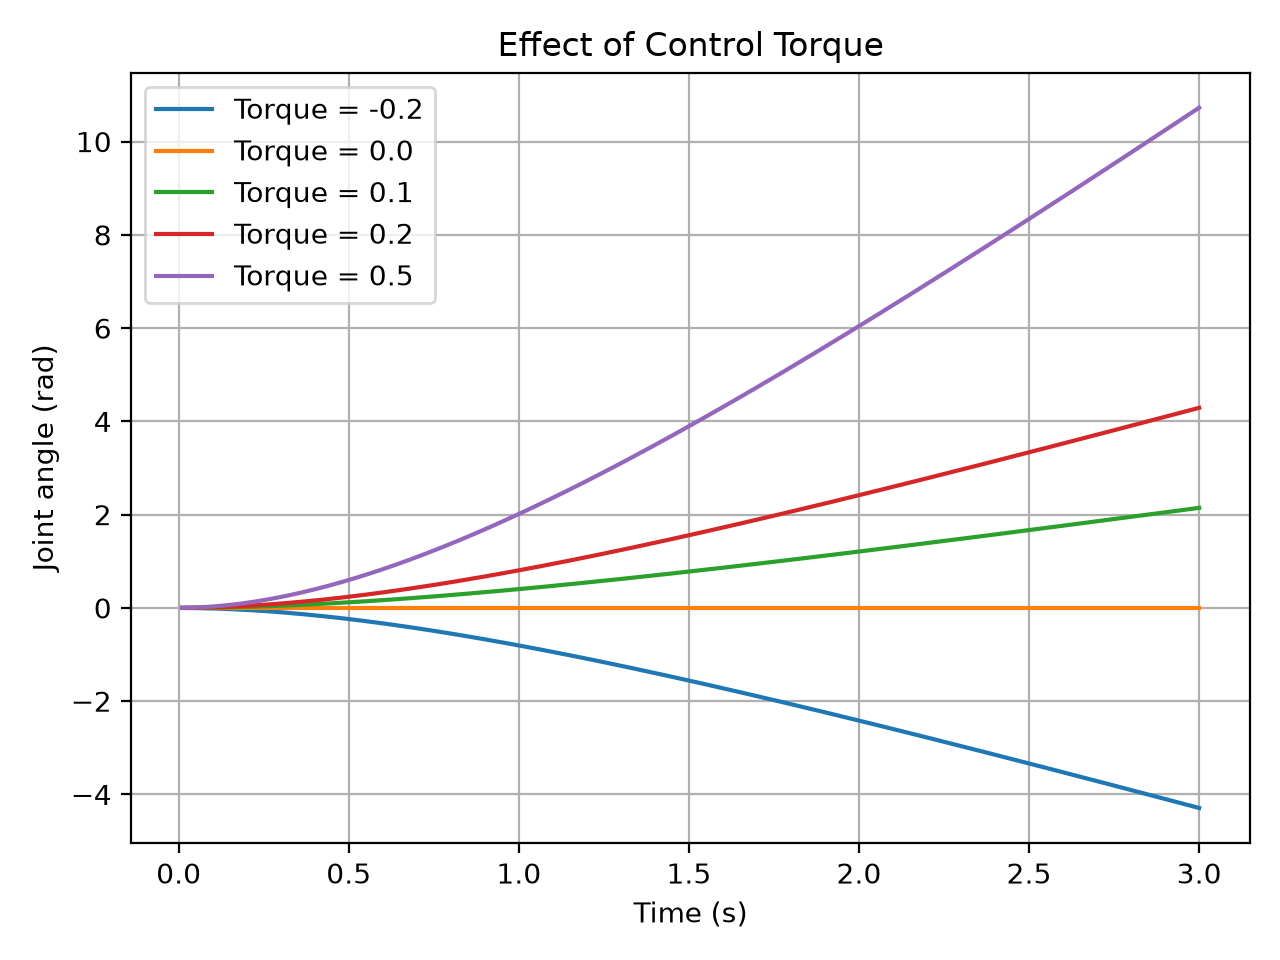 Effect of Control Torque
Torque = -0.2
Torque = 0.0
Torque = 0.1
Torque = 0.2
Torque = 0.5
10
8
6
4
2
0
−2
−4
Joint angle (rad)
0.0 0.5 1.0 1.5 2.0 2.5 3.0
Time (s)